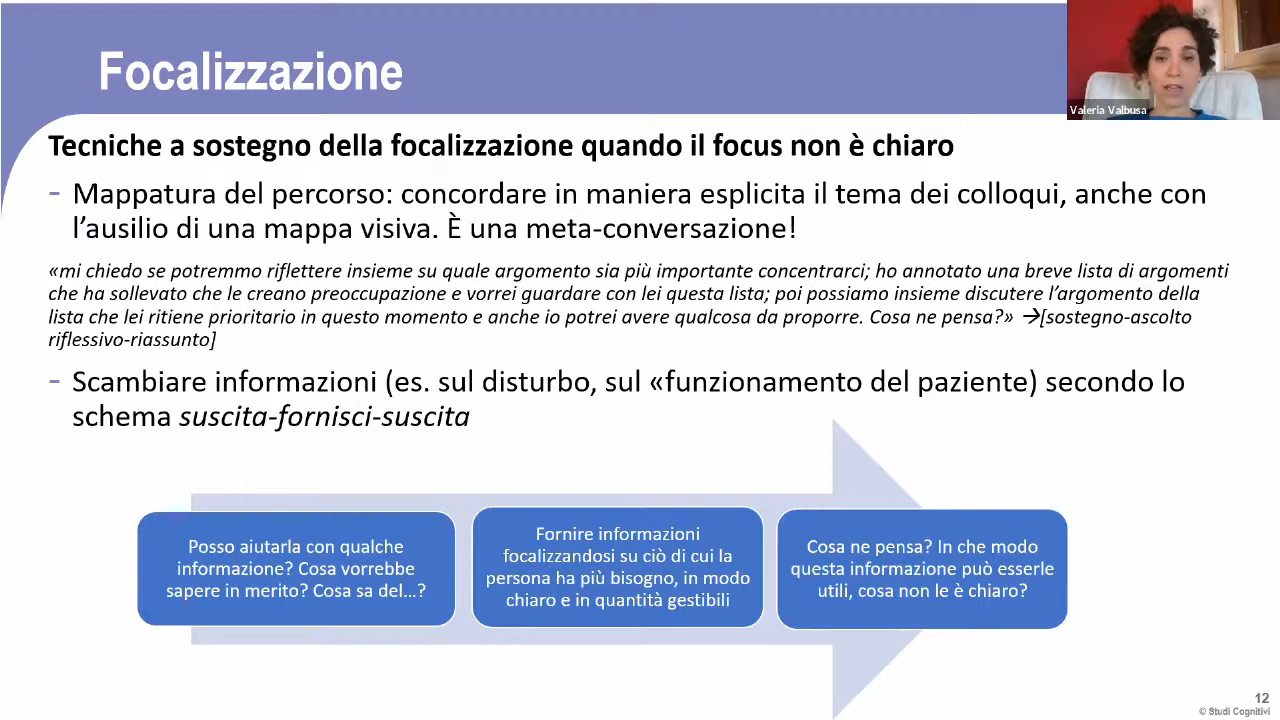 Focalizzazione
Valeria Valbusa
Tecniche a sostegno della focalizzazione quando il focus non è chiaro
- Mappatura del percorso: concordare in maniera esplicita il tema dei colloqui, anche con
l’ausilio di una mappa visiva. È una meta-conversazione!
«mi chiedo se potremmo riflettere insieme su quale argomento sia più importante concentrarci; ho annotato una breve lista di argomenti
che ha sollevato che le creano preoccupazione e vorrei guardare con lei questa lista; poi possiamo insieme discutere l’argomento della
lista che lei ritiene prioritario in questo momento e anche io potrei avere qualcosa da proporre. Cosa ne pensa?» →[sostegno-ascolto
riflessivo-riassunto]
- Scambiare informazioni (es. sul disturbo, sul «funzionamento del paziente) secondo lo
schema suscita-fornisci-suscita
Posso aiutarla con qualche
informazione? Cosa vorrebbe
sapere in merito? Cosa sa del…?
Fornire informazioni
focalizzandosi su ciò di cui la
persona ha più bisogno, in modo
chiaro e in quantità gestibili
Cosa ne pensa? In che modo
questa informazione può esserle
utili, cosa non le è chiaro?
12
© Studi Cognitivi